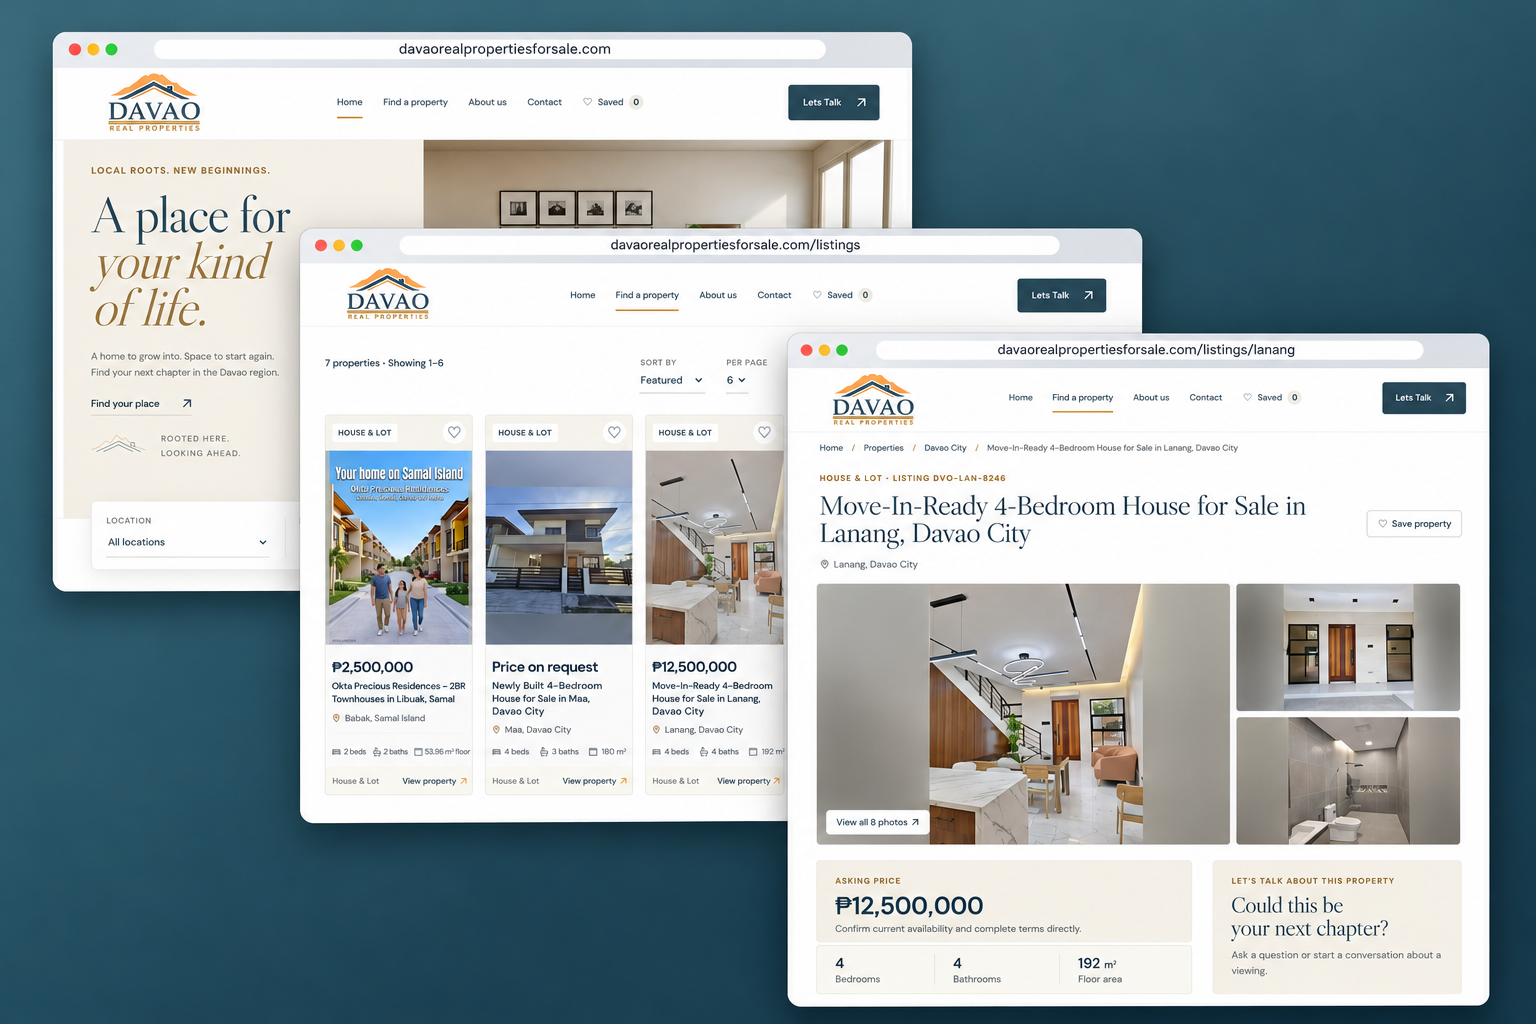 davaorealpropertiesforsale.com
DAVAO
REAL PROPERTIES
Home
Find a property
About us
Contact
Saved 0
Lets Talk
LOCAL ROOTS. NEW BEGINNINGS.
A place for
your kind
of life.
A home to grow into. Space to start again.
Find your next chapter in the Davao region.
Find your place
ROOTED HERE.
LOOKING AHEAD.
LOCATION
All locations
davaorealpropertiesforsale.com/listings
DAVAO
REAL PROPERTIES
Home
Find a property
About us
Contact
Saved 0
Lets Talk
7 properties • Showing 1–6
SORT BY
Featured
PER PAGE
6
HOUSE & LOT
Your home on Samal Island
Okta Precious Residences
₱2,500,000
Okta Precious Residences – 2BR
Townhouses in Libuak, Samal
Babak, Samal Island
2 beds
2 baths
53.96 m² floor
House & Lot
View property
HOUSE & LOT
Price on request
Newly Built 4-Bedroom
House for Sale in Maa,
Davao City
Maa, Davao City
4 beds
3 baths
180 m²
House & Lot
View property
HOUSE & LOT
₱12,500,000
Move-In-Ready 4-Bedroom
House for Sale in Lanang,
Davao City
Lanang, Davao City
4 beds
4 baths
192 m²
House & Lot
View property
davaorealpropertiesforsale.com/listings/lanang
DAVAO
REAL PROPERTIES
Home
Find a property
About us
Contact
Saved 0
Lets Talk
Home / Properties / Davao City / Move-In-Ready 4-Bedroom House for Sale in Lanang, Davao City
HOUSE & LOT • LISTING DVO-LAN-8246
Move-In-Ready 4-Bedroom House for Sale in
Lanang, Davao City
Save property
Lanang, Davao City
View all 8 photos
ASKING PRICE
₱12,500,000
Confirm current availability and complete terms directly.
4
Bedrooms
4
Bathrooms
192 m²
Floor area
LET'S TALK ABOUT THIS PROPERTY
Could this be
your next chapter?
Ask a question or start a conversation about a
viewing.